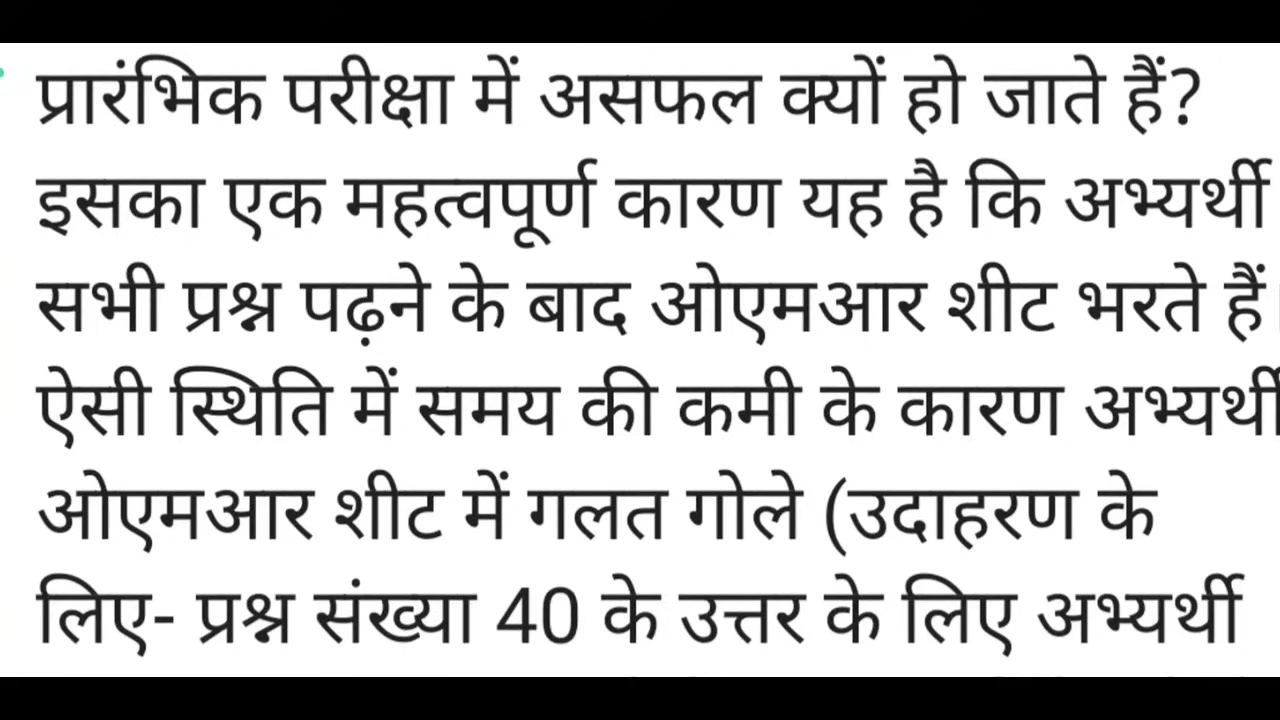 प्रारंभिक परीक्षा में असफल क्यों हो जाते हैं?
इसका एक महत्वपूर्ण कारण यह है कि अभ्यर्थी
सभी प्रश्न पढ़ने के बाद ओएमआर शीट भरते हैं।
ऐसी स्थिति में समय की कमी के कारण अभ्यर्थी
ओएमआर शीट में गलत गोले (उदाहरण के
लिए- प्रश्न संख्या 40 के उत्तर के लिए अभ्यर्थी